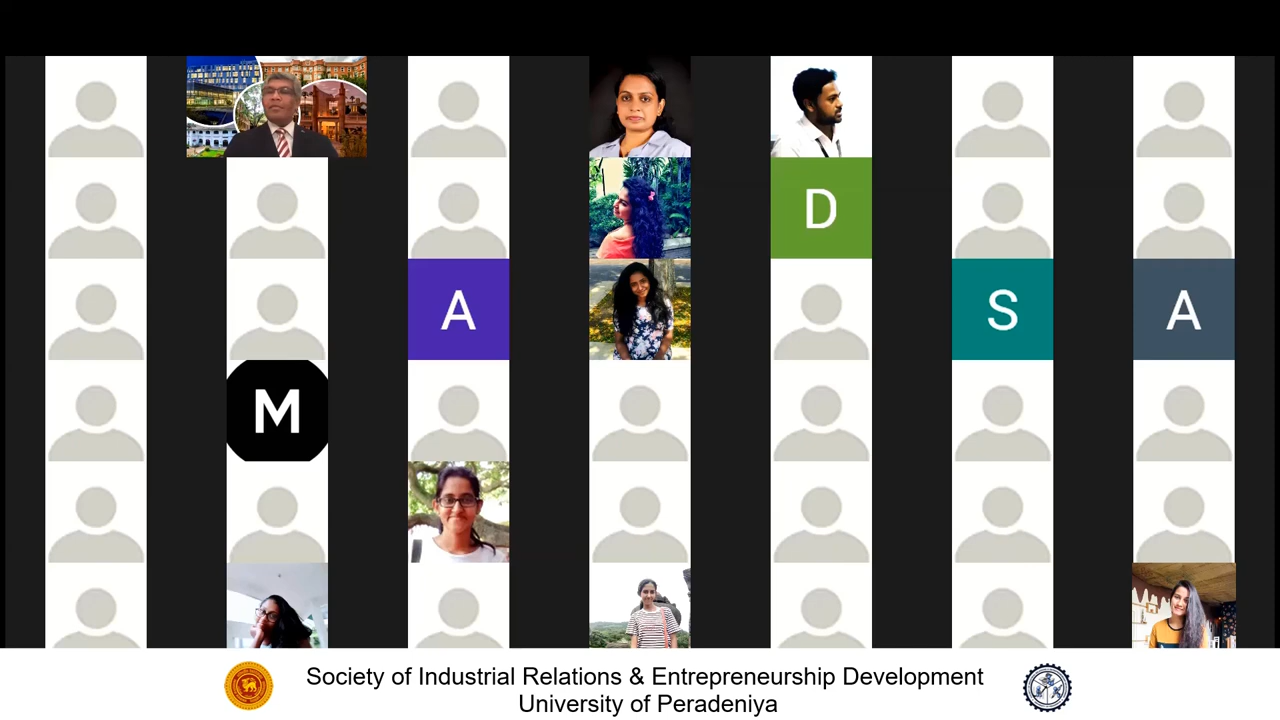 D
A
S
A
M
Society of Industrial Relations & Entrepreneurship Development
University of Peradeniya